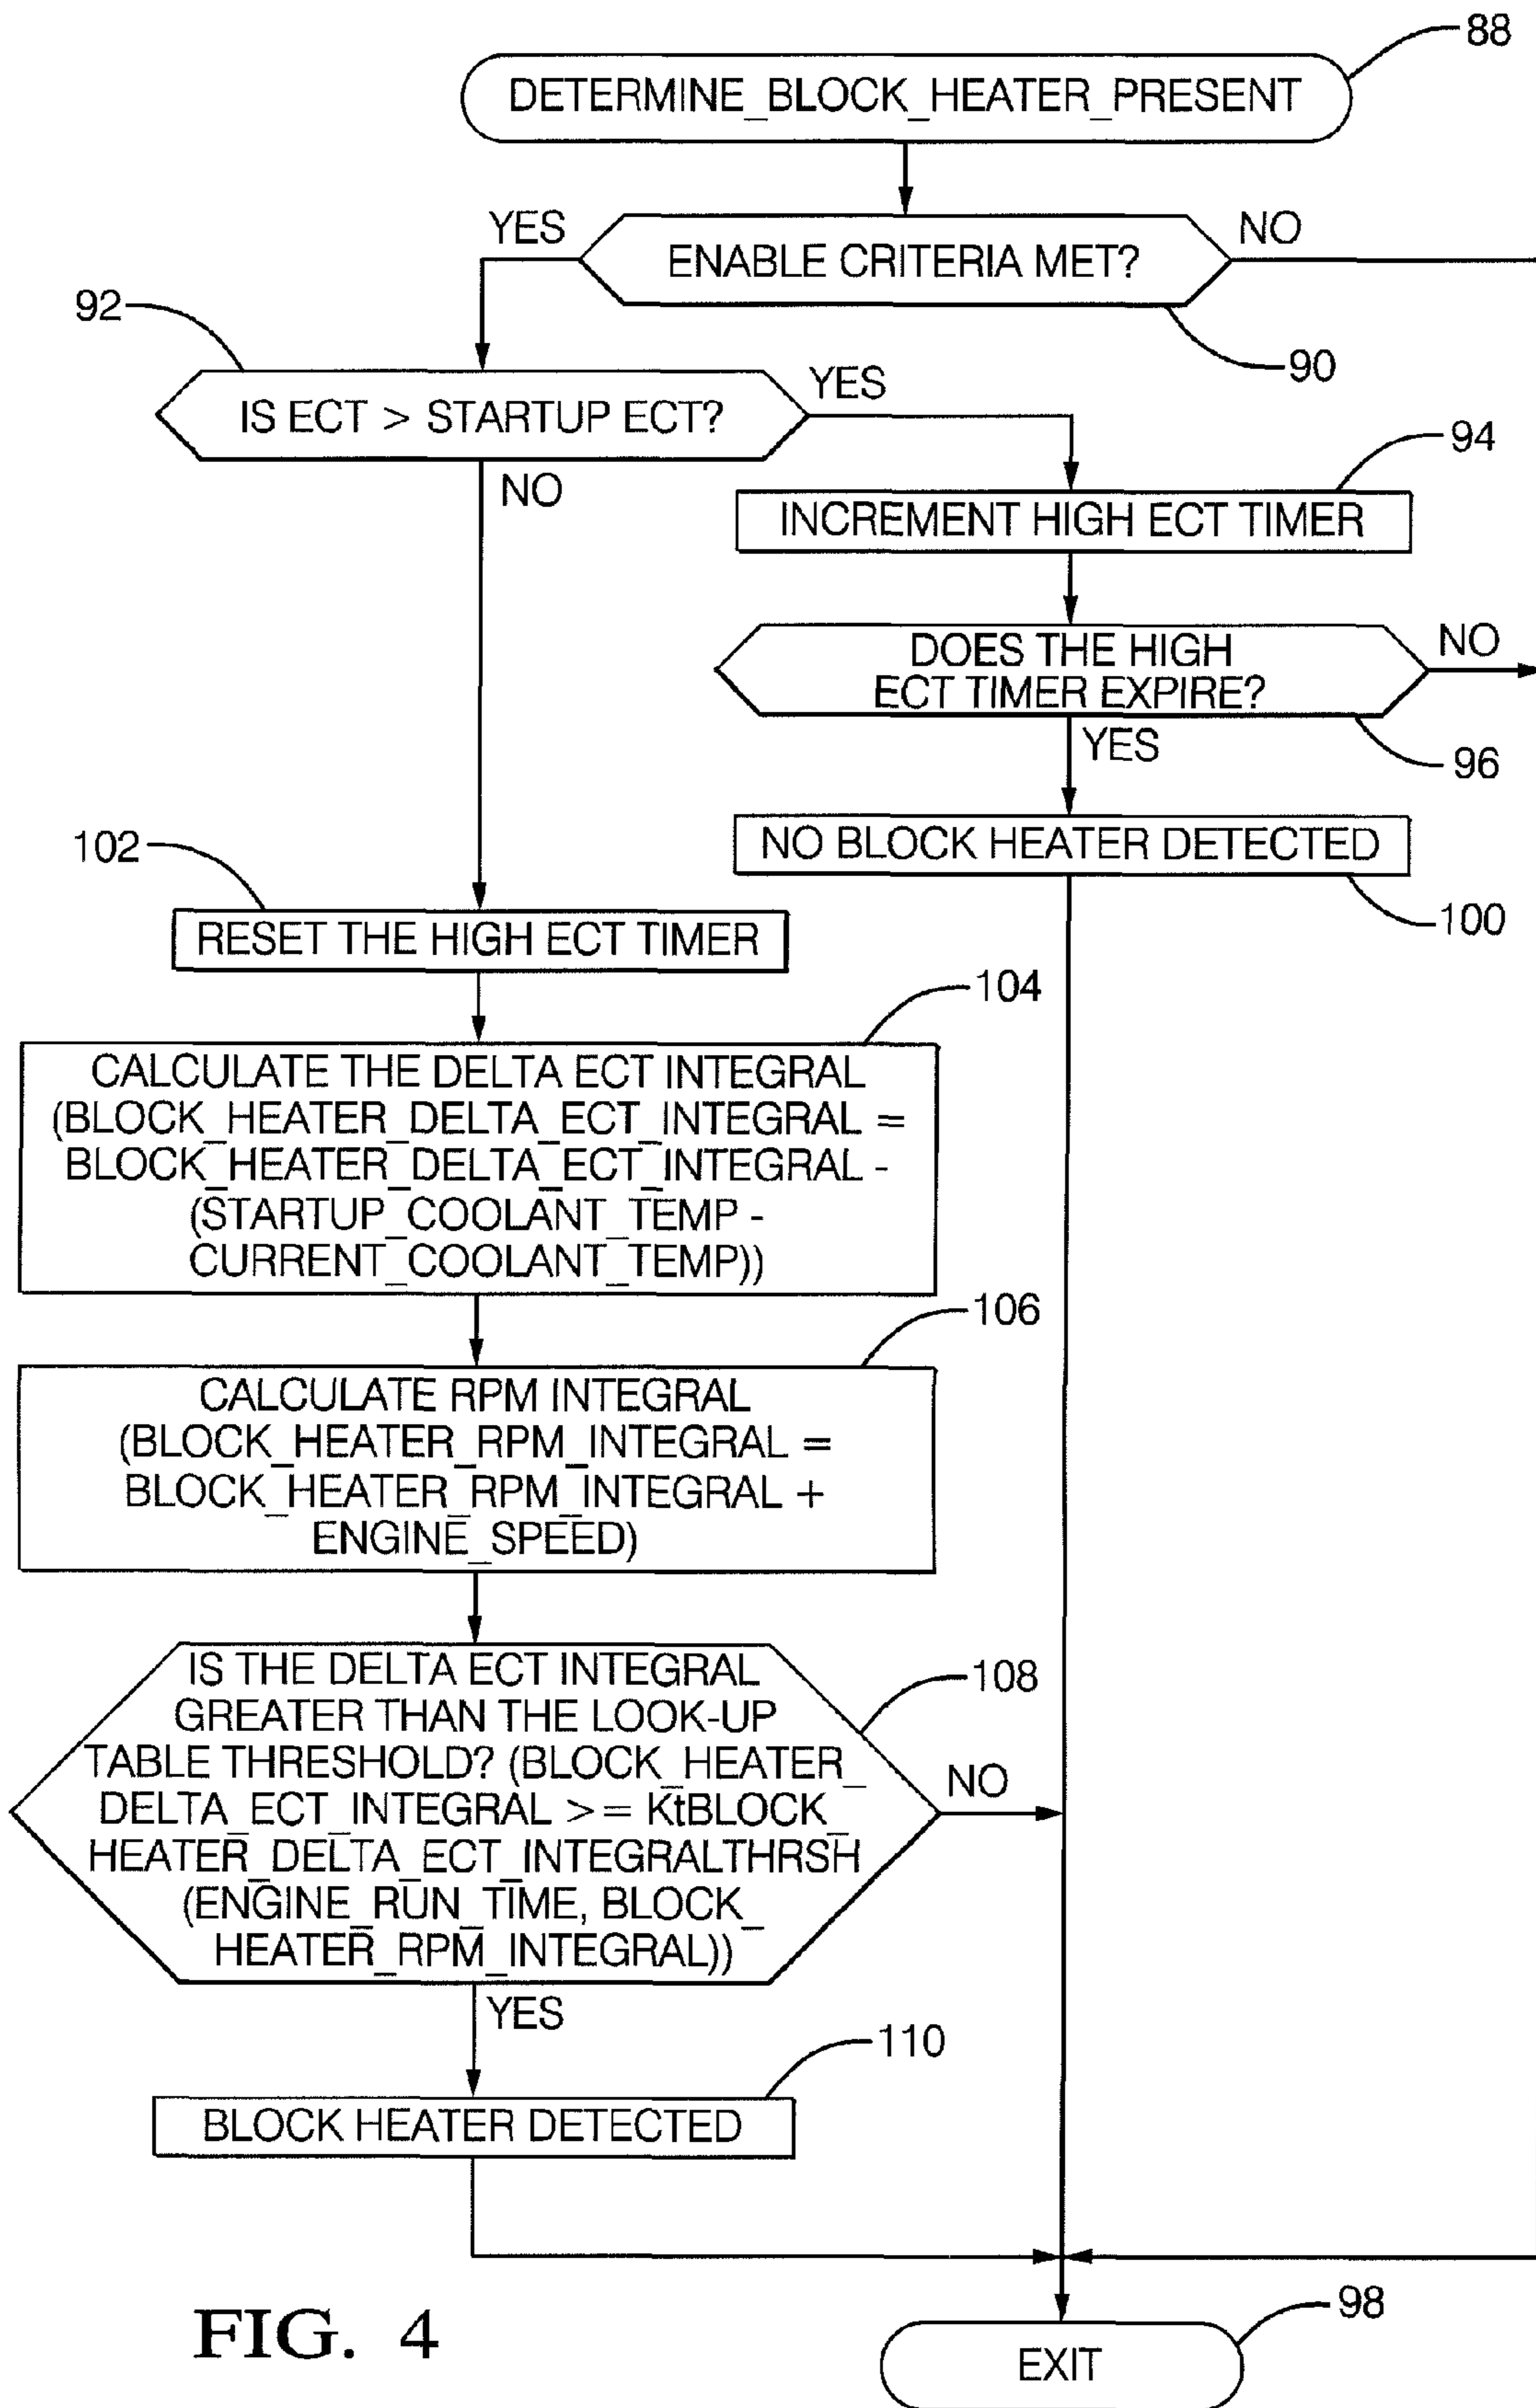 88
DETERMINE_BLOCK_HEATER_PRESENT
YES
NO
ENABLE CRITERIA MET?
92
90
YES
IS ECT > STARTUP ECT?
94
NO
INCREMENT HIGH ECT TIMER
DOES THE HIGH
ECT TIMER EXPIRE?
NO
YES
96
102
NO BLOCK HEATER DETECTED
100
RESET THE HIGH ECT TIMER
104
CALCULATE THE DELTA ECT INTEGRAL
(BLOCK_HEATER_DELTA_ECT_INTEGRAL =
BLOCK_HEATER_DELTA_ECT_INTEGRAL -
(STARTUP_COOLANT_TEMP -
CURRENT_COOLANT_TEMP))
106
CALCULATE RPM INTEGRAL
(BLOCK_HEATER_RPM_INTEGRAL =
BLOCK_HEATER_RPM_INTEGRAL +
ENGINE_SPEED)
IS THE DELTA ECT INTEGRAL
GREATER THAN THE LOOK-UP
TABLE THRESHOLD? (BLOCK_HEATER_
DELTA_ECT_INTEGRAL >= KtBLOCK_
HEATER_DELTA_ECT_INTEGRALTHRSH
(ENGINE_RUN_TIME, BLOCK_
HEATER_RPM_INTEGRAL))
108
NO
YES
110
BLOCK HEATER DETECTED
98
EXIT
FIG. 4